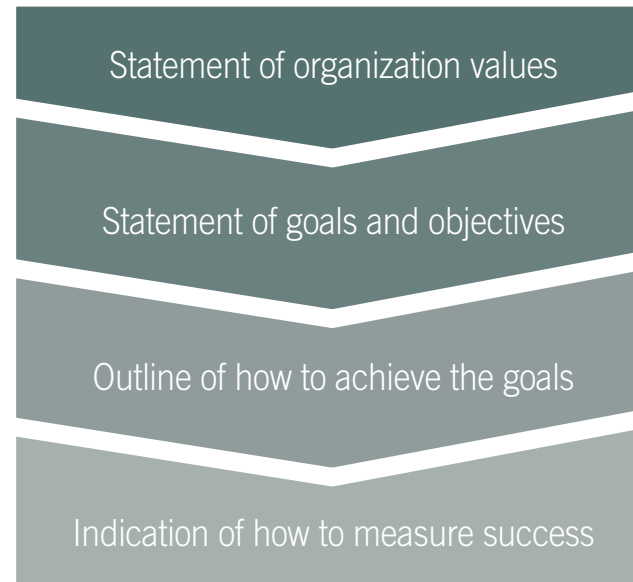 Statement of organization values
Statement of goals and objectives
Outline of how to achieve the goals
Indication of how to measure success